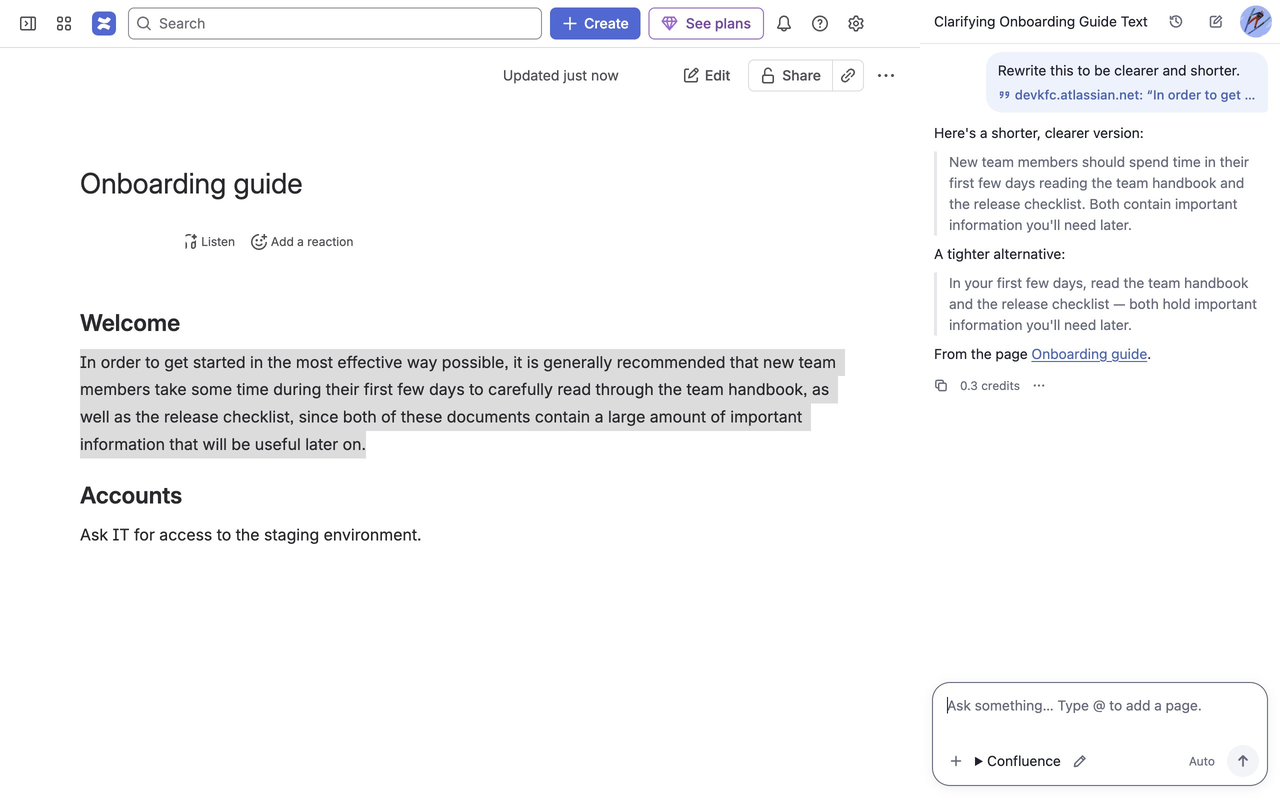 Search
Create
See plans
Clarifying Onboarding Guide Text
Updated just now
Edit
Share
Onboarding guide
Listen
Add a reaction
Welcome
In order to get started in the most effective way possible, it is generally recommended that new team
members take some time during their first few days to carefully read through the team handbook, as
well as the release checklist, since both of these documents contain a large amount of important
information that will be useful later on.
Accounts
Ask IT for access to the staging environment.
Rewrite this to be clearer and shorter.
devkfc.atlassian.net: “In order to get ...
Here's a shorter, clearer version:
New team members should spend time in their
first few days reading the team handbook and
the release checklist. Both contain important
information you'll need later.
A tighter alternative:
In your first few days, read the team handbook
and the release checklist — both hold important
information you'll need later.
From the page Onboarding guide.
0.3 credits
Ask something... Type @ to add a page.
Confluence
Auto